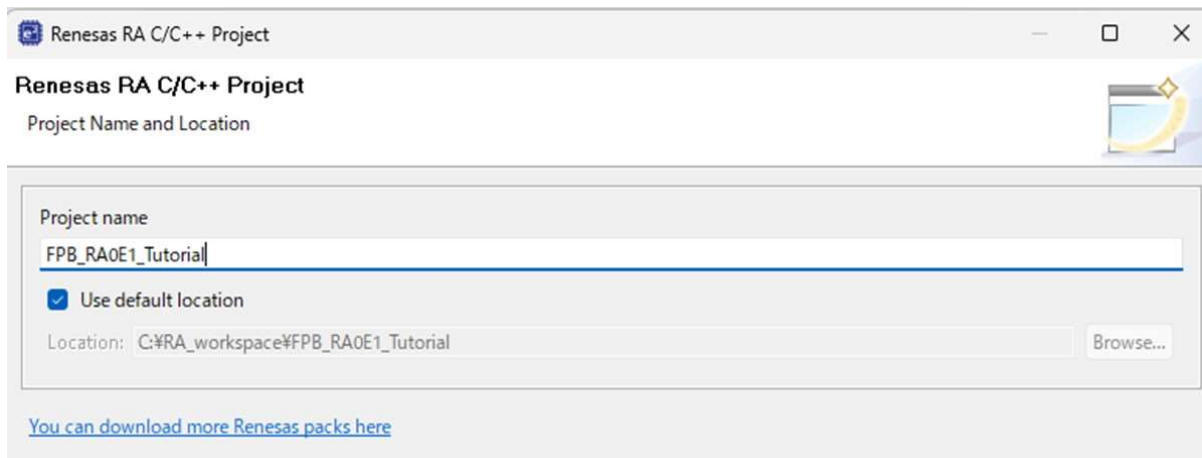 Renesas RA C/C++ Project
Renesas RA C/C++ Project
Project Name and Location
Project name
FPB_RA0E1_Tutorial
Use default location
Location: C:¥RA_workspace¥FPB_RA0E1_Tutorial
Browse...
You can download more Renesas packs here